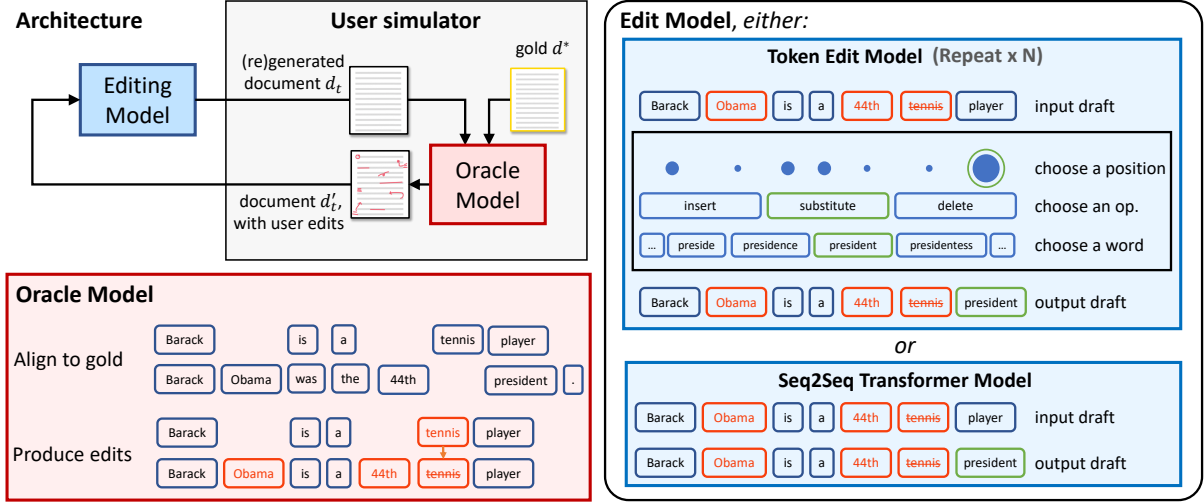 Architecture
User simulator
(re)generated
document d_t
gold d*
Editing
Model
Oracle
Model
document d'_t,
with user edits
Oracle Model
Align to gold
Barack is a tennis player
Barack Obama was the 44th president .
Produce edits
Barack is a tennis player
Barack Obama is a 44th tennis player
Edit Model, either:
Token Edit Model (Repeat x N)
Barack Obama is a 44th tennis player input draft
choose a position
insert substitute delete choose an op.
... preside presidence president presidentess ... choose a word
Barack Obama is a 44th tennis president output draft
or
Seq2Seq Transformer Model
Barack Obama is a 44th tennis player input draft
Barack Obama is a 44th tennis president output draft